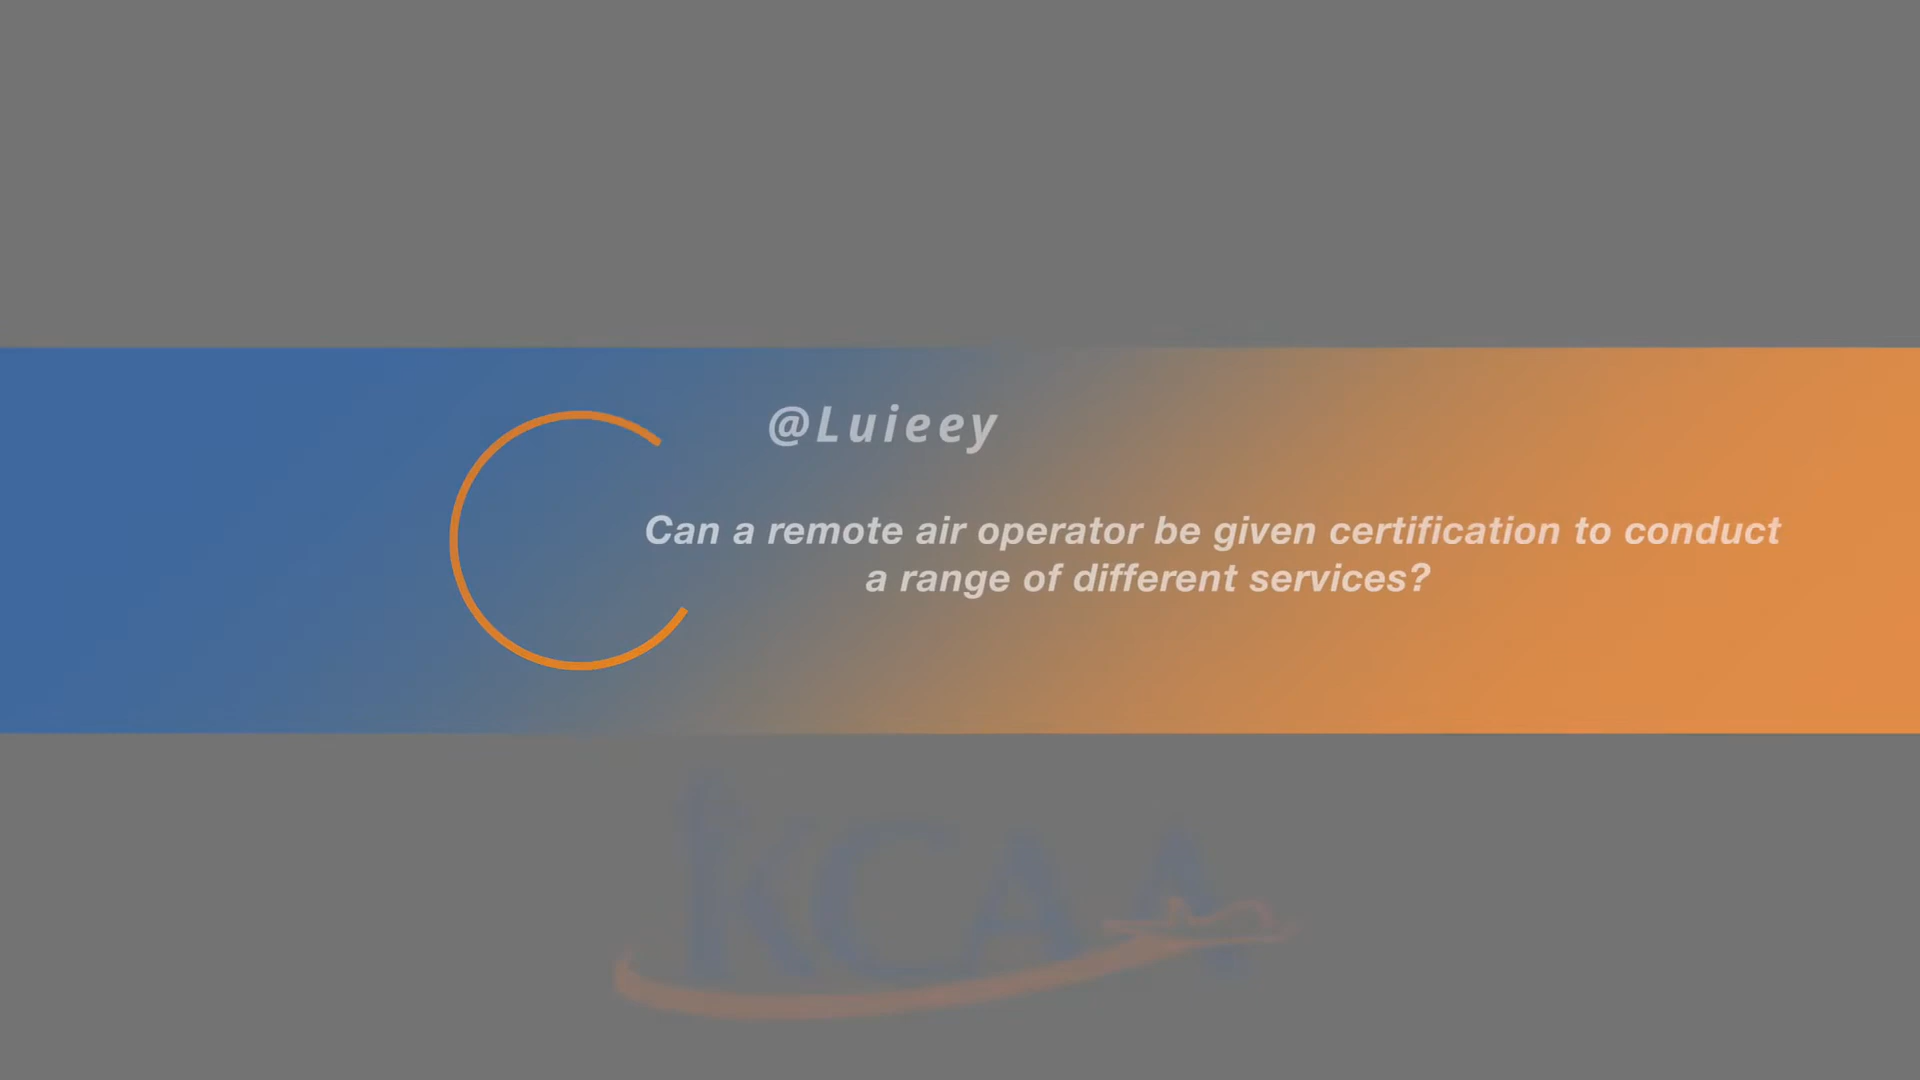 @Luieey
Can a remote air operator be given certification to conduct
a range of different services?
KCAA